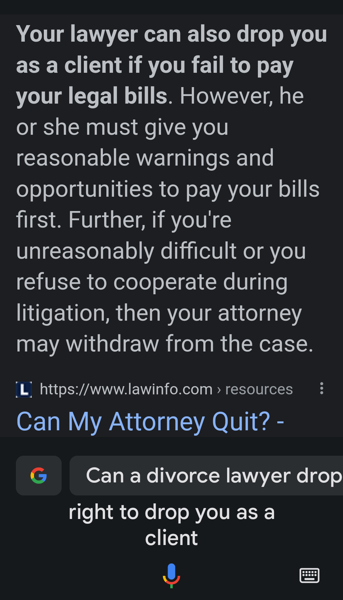 Your lawyer can also drop you
as a client if you fail to pay
your legal bills. However, he
or she must give you
reasonable warnings and
opportunities to pay your bills
first. Further, if you're
unreasonably difficult or you
refuse to cooperate during
litigation, then your attorney
may withdraw from the case.
L https://www.lawinfo.com › resources
Can My Attorney Quit? -
G Can a divorce lawyer drop
right to drop you as a
client